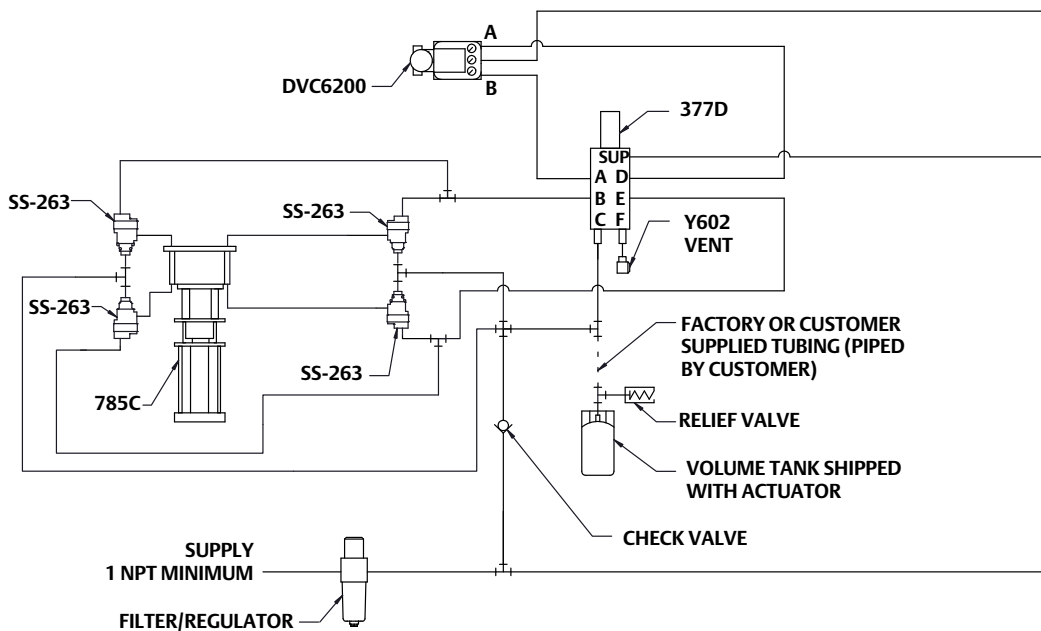 A
DVC6200
B
377D
SUP
A D
B E
C F
Y602
VENT
SS-263
SS-263
SS-263
SS-263
785C
FACTORY OR CUSTOMER
SUPPLIED TUBING (PIPED
BY CUSTOMER)
RELIEF VALVE
VOLUME TANK SHIPPED
WITH ACTUATOR
CHECK VALVE
SUPPLY
1 NPT MINIMUM
FILTER/REGULATOR